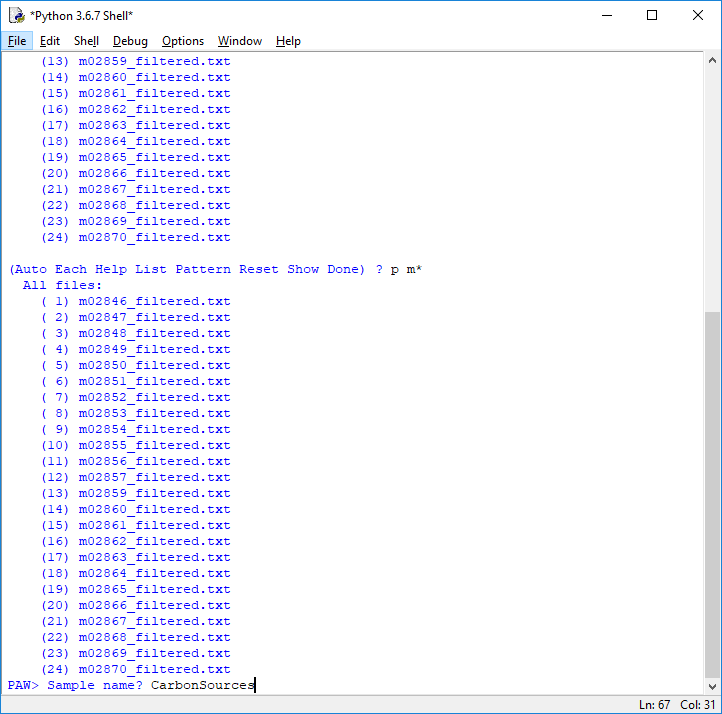 *Python 3.6.7 Shell*
File Edit Shell Debug Options Window Help
(13) m02859_filtered.txt
(14) m02860_filtered.txt
(15) m02861_filtered.txt
(16) m02862_filtered.txt
(17) m02863_filtered.txt
(18) m02864_filtered.txt
(19) m02865_filtered.txt
(20) m02866_filtered.txt
(21) m02867_filtered.txt
(22) m02868_filtered.txt
(23) m02869_filtered.txt
(24) m02870_filtered.txt
(Auto Each Help List Pattern Reset Show Done) ? p m*
All files:
( 1) m02846_filtered.txt
( 2) m02847_filtered.txt
( 3) m02848_filtered.txt
( 4) m02849_filtered.txt
( 5) m02850_filtered.txt
( 6) m02851_filtered.txt
( 7) m02852_filtered.txt
( 8) m02853_filtered.txt
( 9) m02854_filtered.txt
(10) m02855_filtered.txt
(11) m02856_filtered.txt
(12) m02857_filtered.txt
(13) m02859_filtered.txt
(14) m02860_filtered.txt
(15) m02861_filtered.txt
(16) m02862_filtered.txt
(17) m02863_filtered.txt
(18) m02864_filtered.txt
(19) m02865_filtered.txt
(20) m02866_filtered.txt
(21) m02867_filtered.txt
(22) m02868_filtered.txt
(23) m02869_filtered.txt
(24) m02870_filtered.txt
PAW> Sample name? CarbonSources
Ln: 67 Col: 31